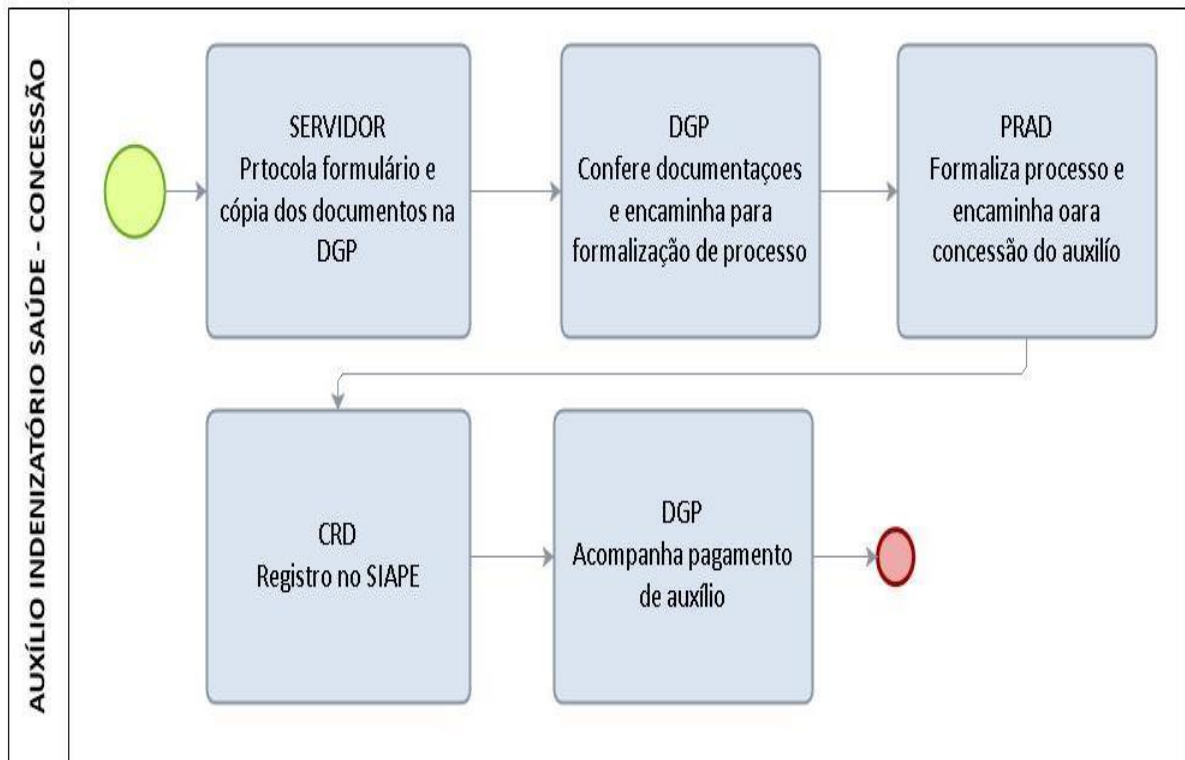 AUXÍLIO INDENIZATÓRIO SAÚDE - CONCESSÃO
SERVIDOR
Prtocola formulário e
cópia dos documentos na
DGP
DGP
Confere documentaçoes
e encaminha para
formalização de processo
PRAD
Formaliza processo e
encaminha oara
concessão do auxilío
CRD
Registro no SIAPE
DGP
Acompanha pagamento
de auxílio